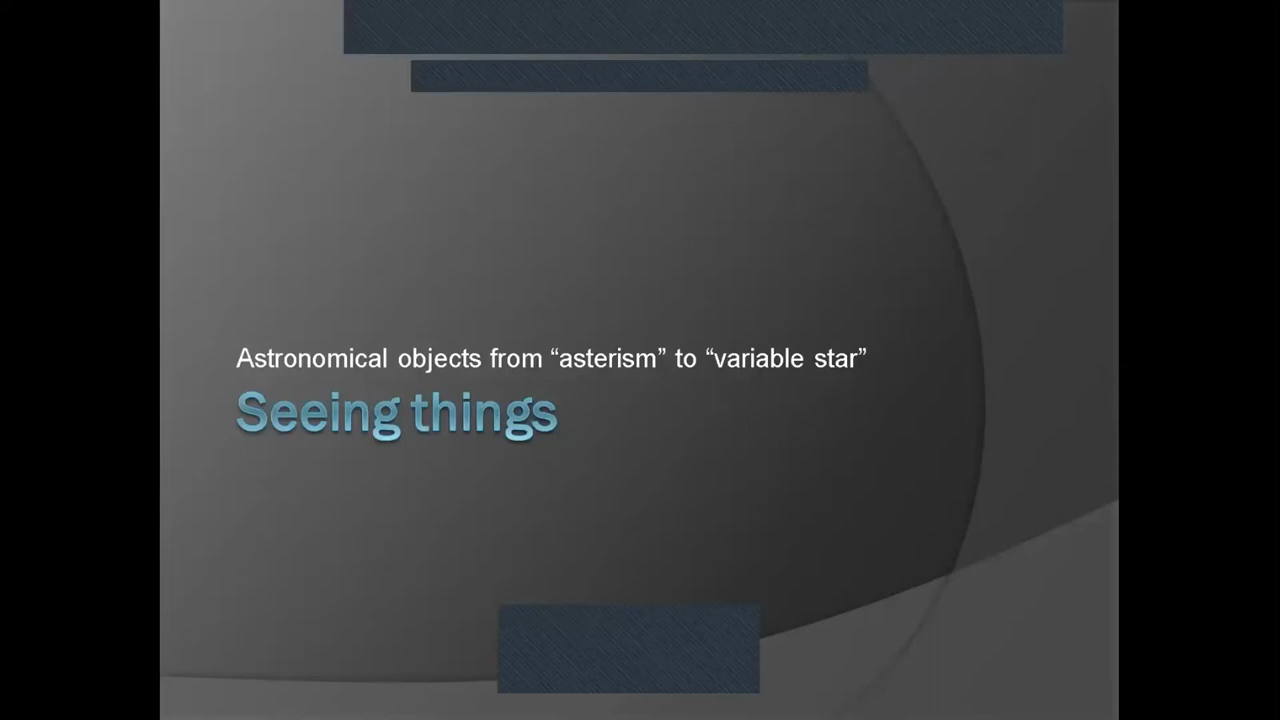 Astronomical objects from “asterism” to “variable star”
Seeing things